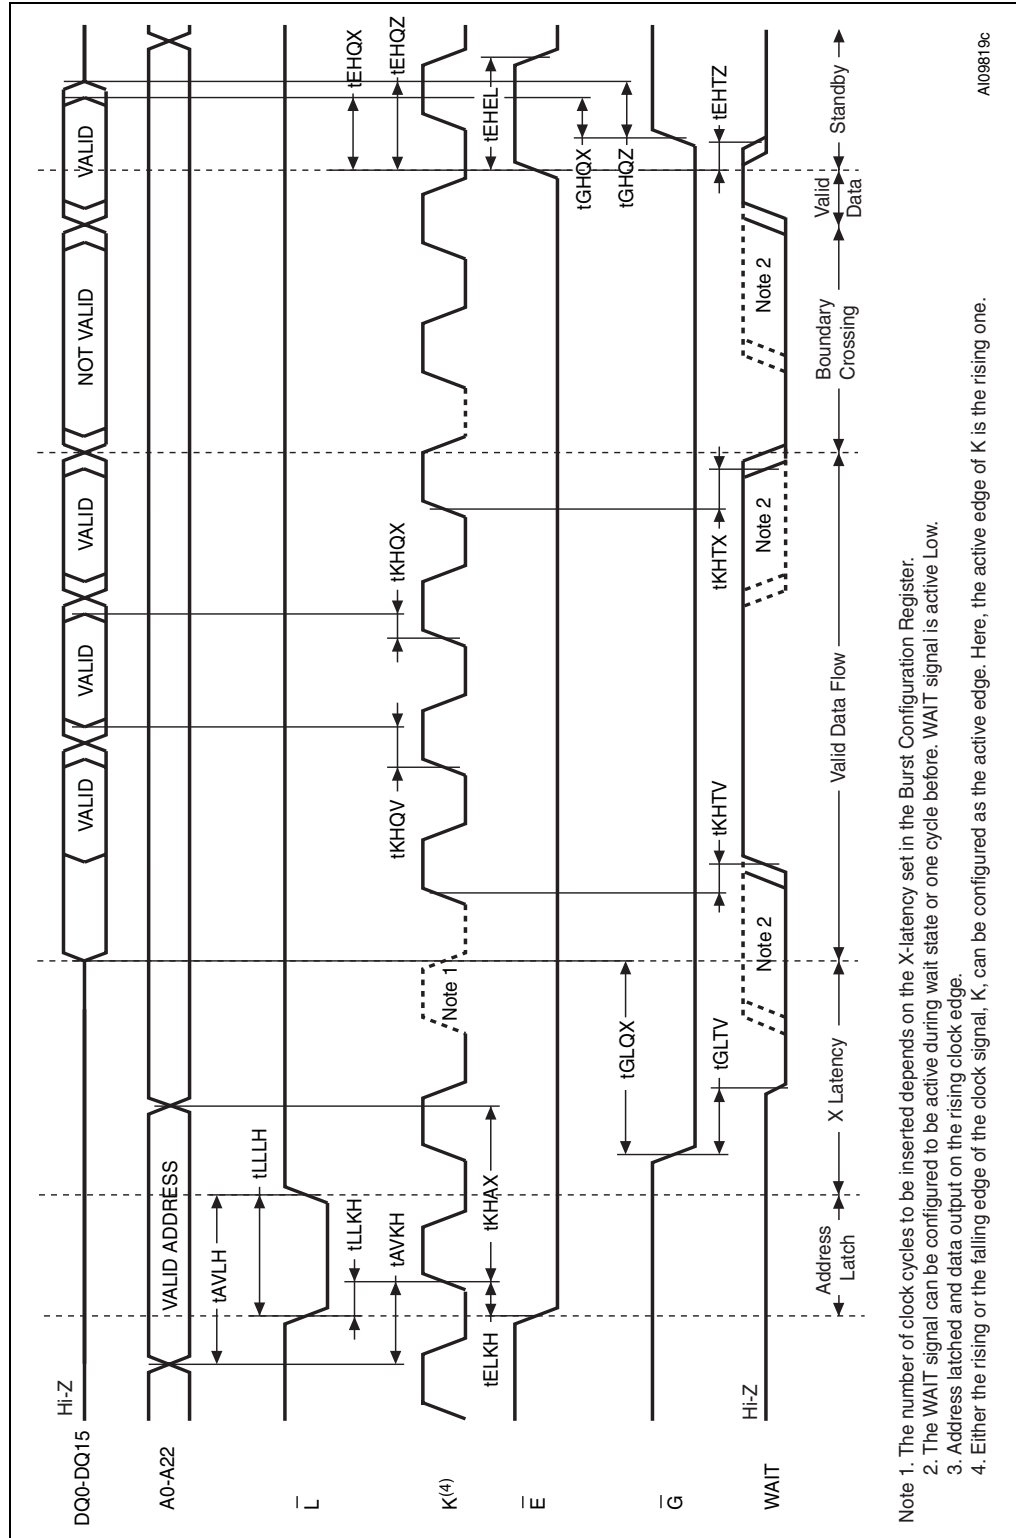 DQ0-DQ15
Hi-Z
VALID
VALID
VALID
NOT VALID
VALID
A0-A22
VALID ADDRESS
tAVLH
tLLLH
L
tLLKH
tAVKH
tKHQV
tKHQX
tEHQX
tEHQZ
K(4)
Note 1
tELKH
tKHAX
tEHEL
E
tGLQX
tGHQX
tGHQZ
G
tGLTV
tKHTV
tKHTX
tEHTZ
WAIT
Hi-Z
Note 2
Note 2
Note 2
Address
Latch
X Latency
Valid Data Flow
Boundary
Crossing
Valid
Data
Standby
Note 1. The number of clock cycles to be inserted depends on the X-latency set in the Burst Configuration Register.
2. The WAIT signal can be configured to be active during wait state or one cycle before. WAIT signal is active Low.
3. Address latched and data output on the rising clock edge.
4. Either the rising or the falling edge of the clock signal, K, can be configured as the active edge. Here, the active edge of K is the rising one.
AI09819c